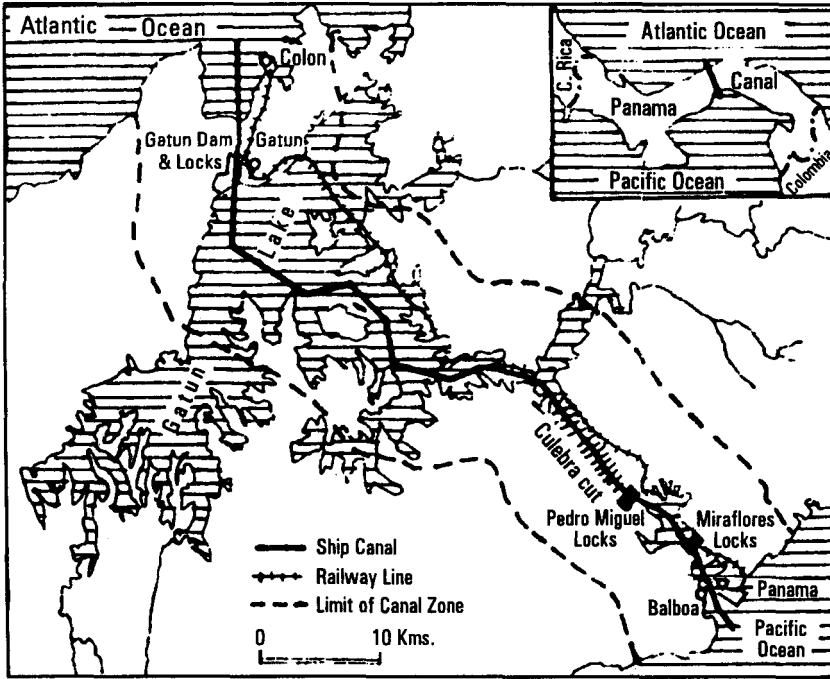 Atlantic Ocean
Colon
Gatun Dam
& Locks
Gatun
Lake
Gatun
Culebra cut
Pedro Miguel
Locks
Miraflores
Locks
Balboa
Panama
Pacific
Ocean
Ship Canal
Railway Line
Limit of Canal Zone
0 10 Kms.
Atlantic Ocean
C. Rica
Canal
Panama
Colombia
Pacific Ocean